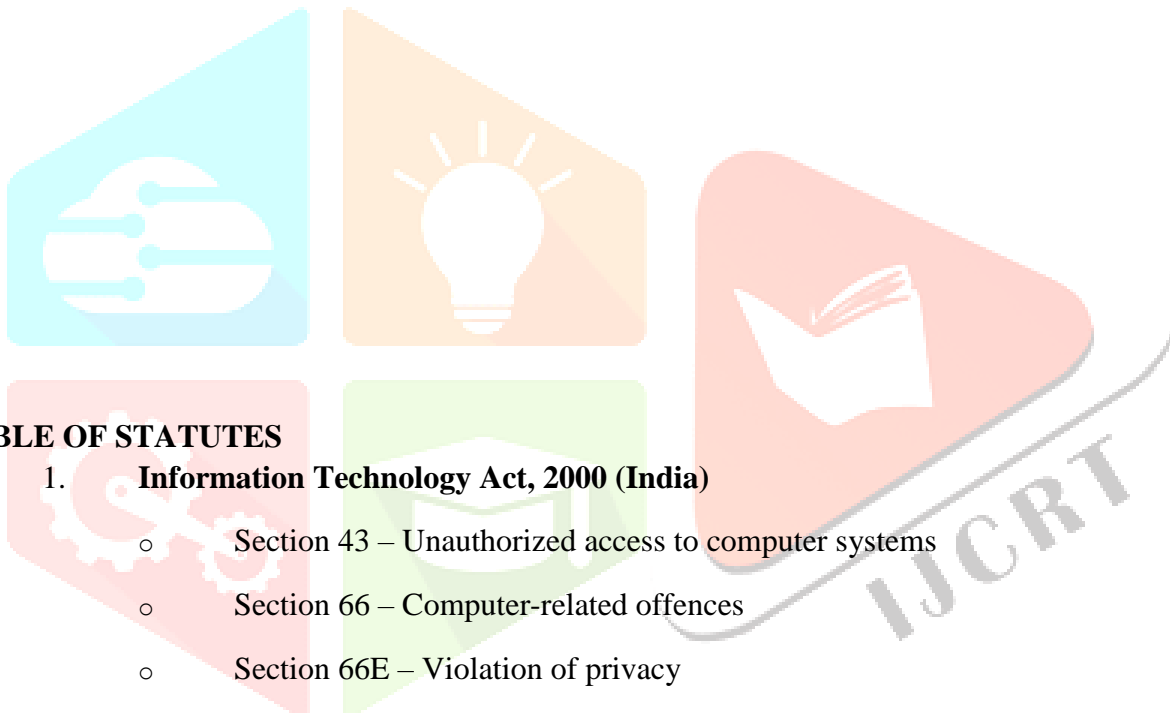 BLE OF STATUTES
1. Information Technology Act, 2000 (India)
o Section 43 – Unauthorized access to computer systems
o Section 66 – Computer-related offences
o Section 66E – Violation of privacy
IJCRT